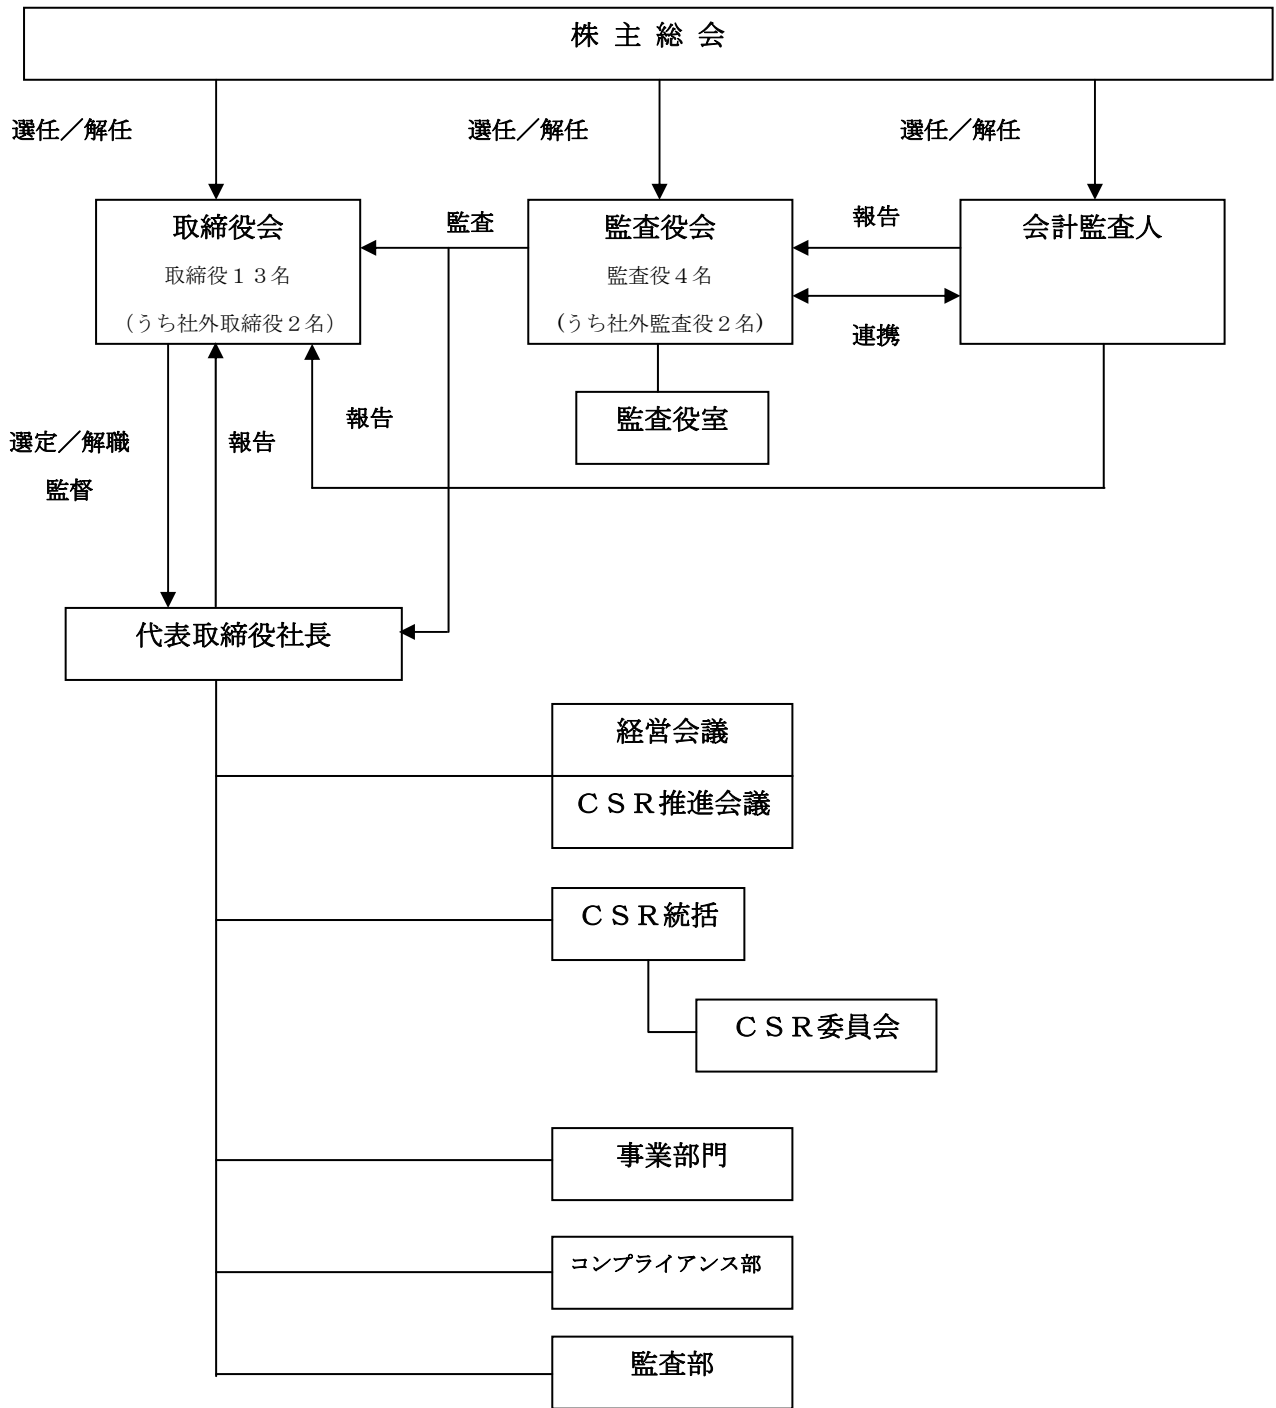 株 主 総 会
選任／解任
選任／解任
選任／解任
取締役会
取締役１３名
（うち社外取締役２名）
監査
監査役会
監査役４名
(うち社外監査役２名)
報告
連携
会計監査人
監査役室
選定／解職
監督
報告
報告
代表取締役社長
経営会議
ＣＳＲ推進会議
ＣＳＲ統括
ＣＳＲ委員会
事業部門
コンプライアンス部
監査部